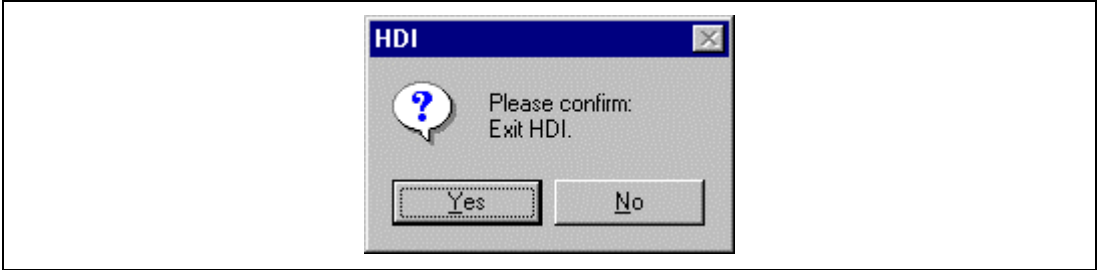 HDI
?
Please confirm:
Exit HDI.
Yes
No